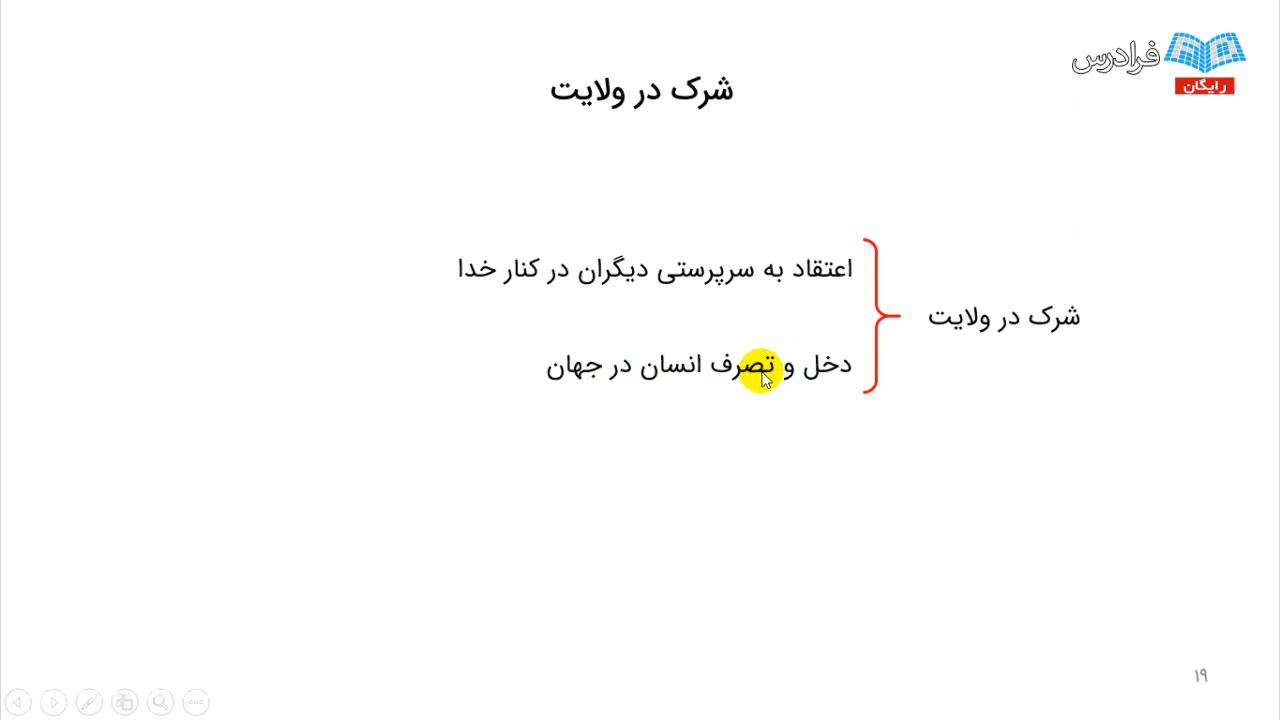 فرادرس
رایگان
شرک در ولایت
اعتقاد به سرپرستی دیگران در کنار خدا
شرک در ولایت
دخل و تصرف انسان در جهان
۱۹